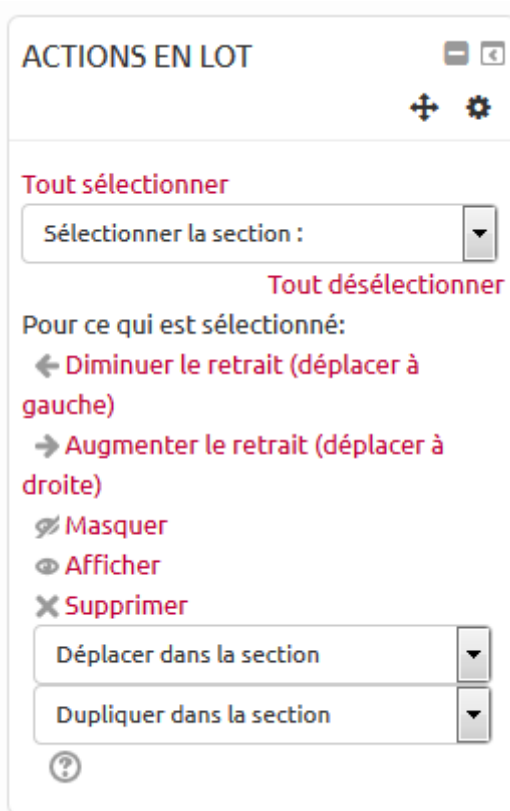 ACTIONS EN LOT
Tout sélectionner
Sélectionner la section :
Tout désélectionner
Pour ce qui est sélectionné:
Diminuer le retrait (déplacer à
gauche)
Augmenter le retrait (déplacer à
droite)
Masquer
Afficher
Supprimer
Déplacer dans la section
Dupliquer dans la section